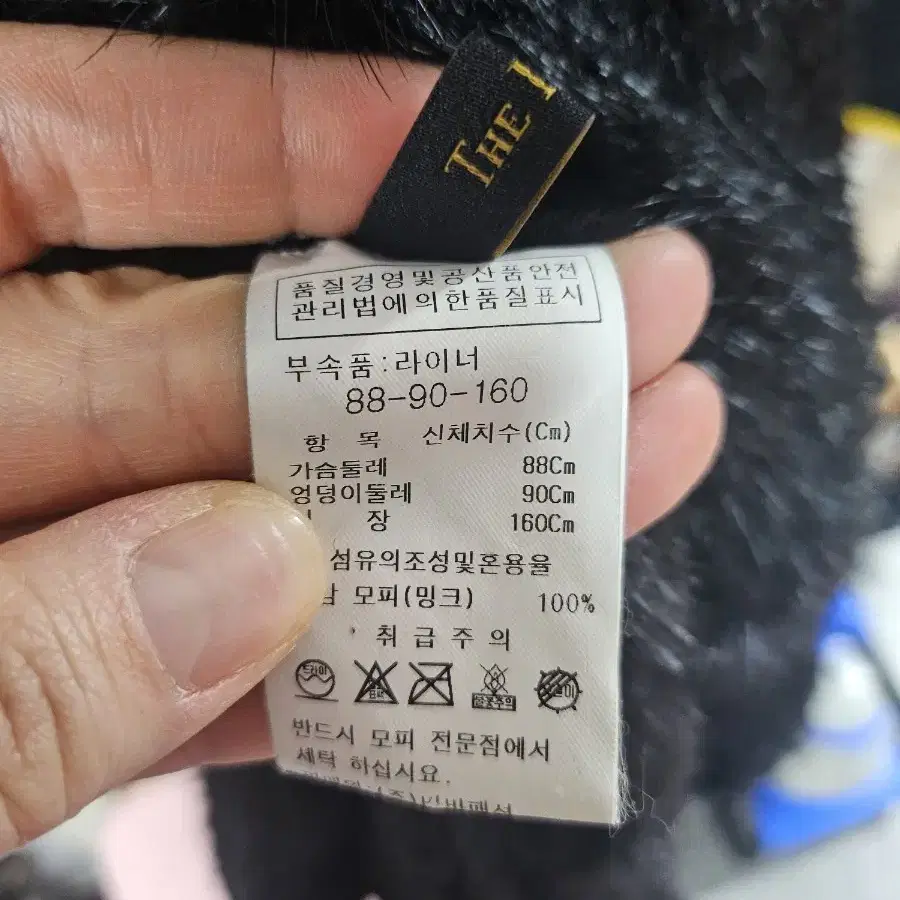 THE
품질경영및공산품안전
관리법에의한품질표시
부속품:라이너
88-90-160
항 목 신체치수(Cm)
가슴둘레 88Cm
엉덩이둘레 90Cm
장 160Cm
섬유의조성및혼용율
모피(밍크) 100%
취급주의
드라이
반드시 모피 전문점에서
세탁 하십시요.